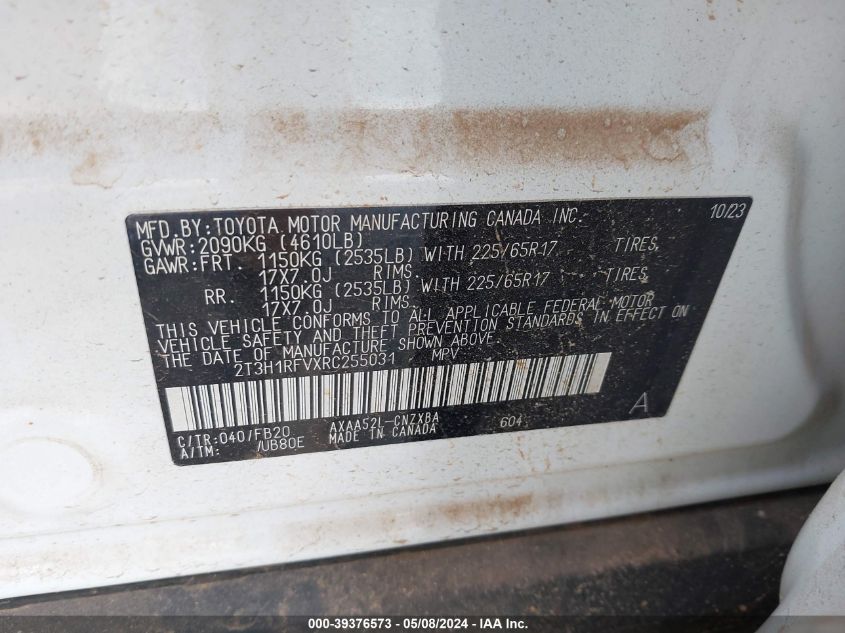 MFD.BY:TOYOTA MOTOR MANUFACTURING CANADA INC. 10/23
GVWR:2090KG (4610LB)
GAWR:FRT. 1150KG (2535LB) WITH 225/65R17 TIRES,
17X7.0J RIMS.
RR. 1150KG (2535LB) WITH 225/65R17 TIRES,
17X7.0J RIMS.
THIS VEHICLE CONFORMS TO ALL APPLICABLE FEDERAL MOTOR
VEHICLE SAFETY AND THEFT PREVENTION STANDARDS IN EFFECT ON
THE DATE OF MANUFACTURE SHOWN ABOVE.
2T3H1RFVXRC255031 MPV
C/TR:040/FB20 AXAA52L-CNZXBA 604 A
A/TM: /UB80E MADE IN CANADA
000-39376573 - 05/08/2024 - IAA Inc.